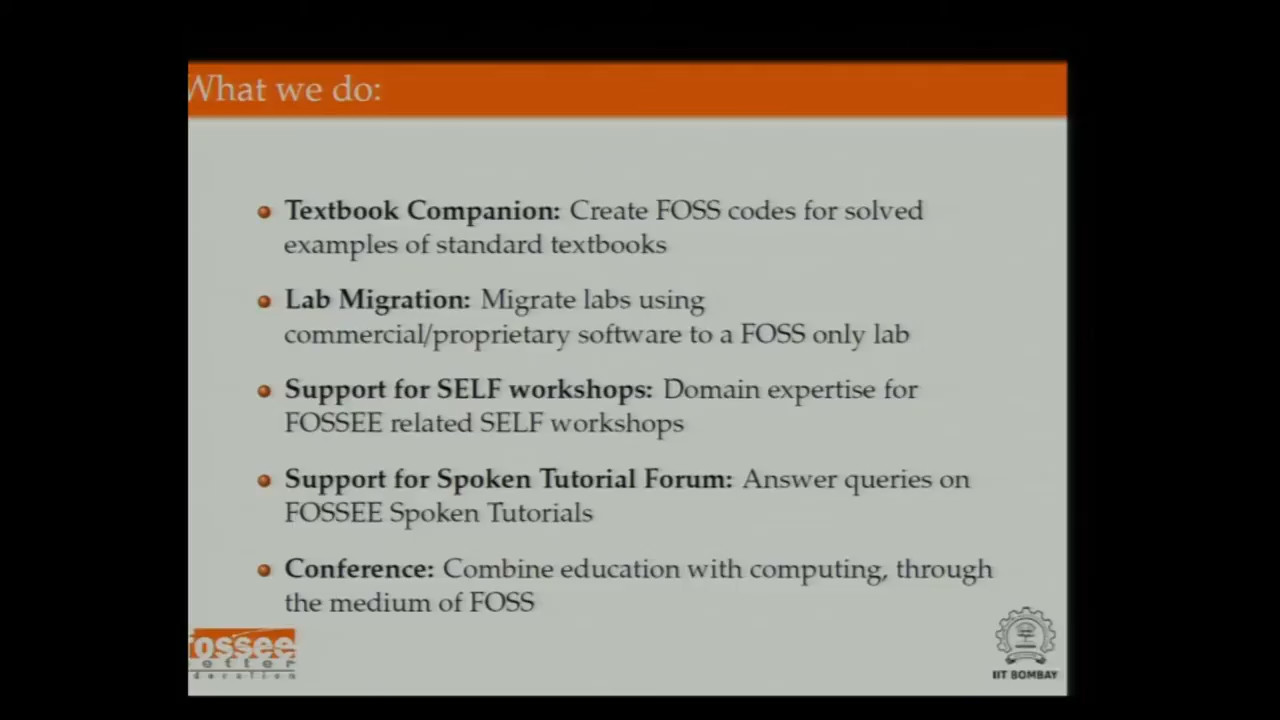 What we do:
Textbook Companion: Create FOSS codes for solved
examples of standard textbooks
Lab Migration: Migrate labs using
commercial/proprietary software to a FOSS only lab
Support for SELF workshops: Domain expertise for
FOSSEE related SELF workshops
Support for Spoken Tutorial Forum: Answer queries on
FOSSEE Spoken Tutorials
Conference: Combine education with computing, through
the medium of FOSS
fossee
IIT BOMBAY